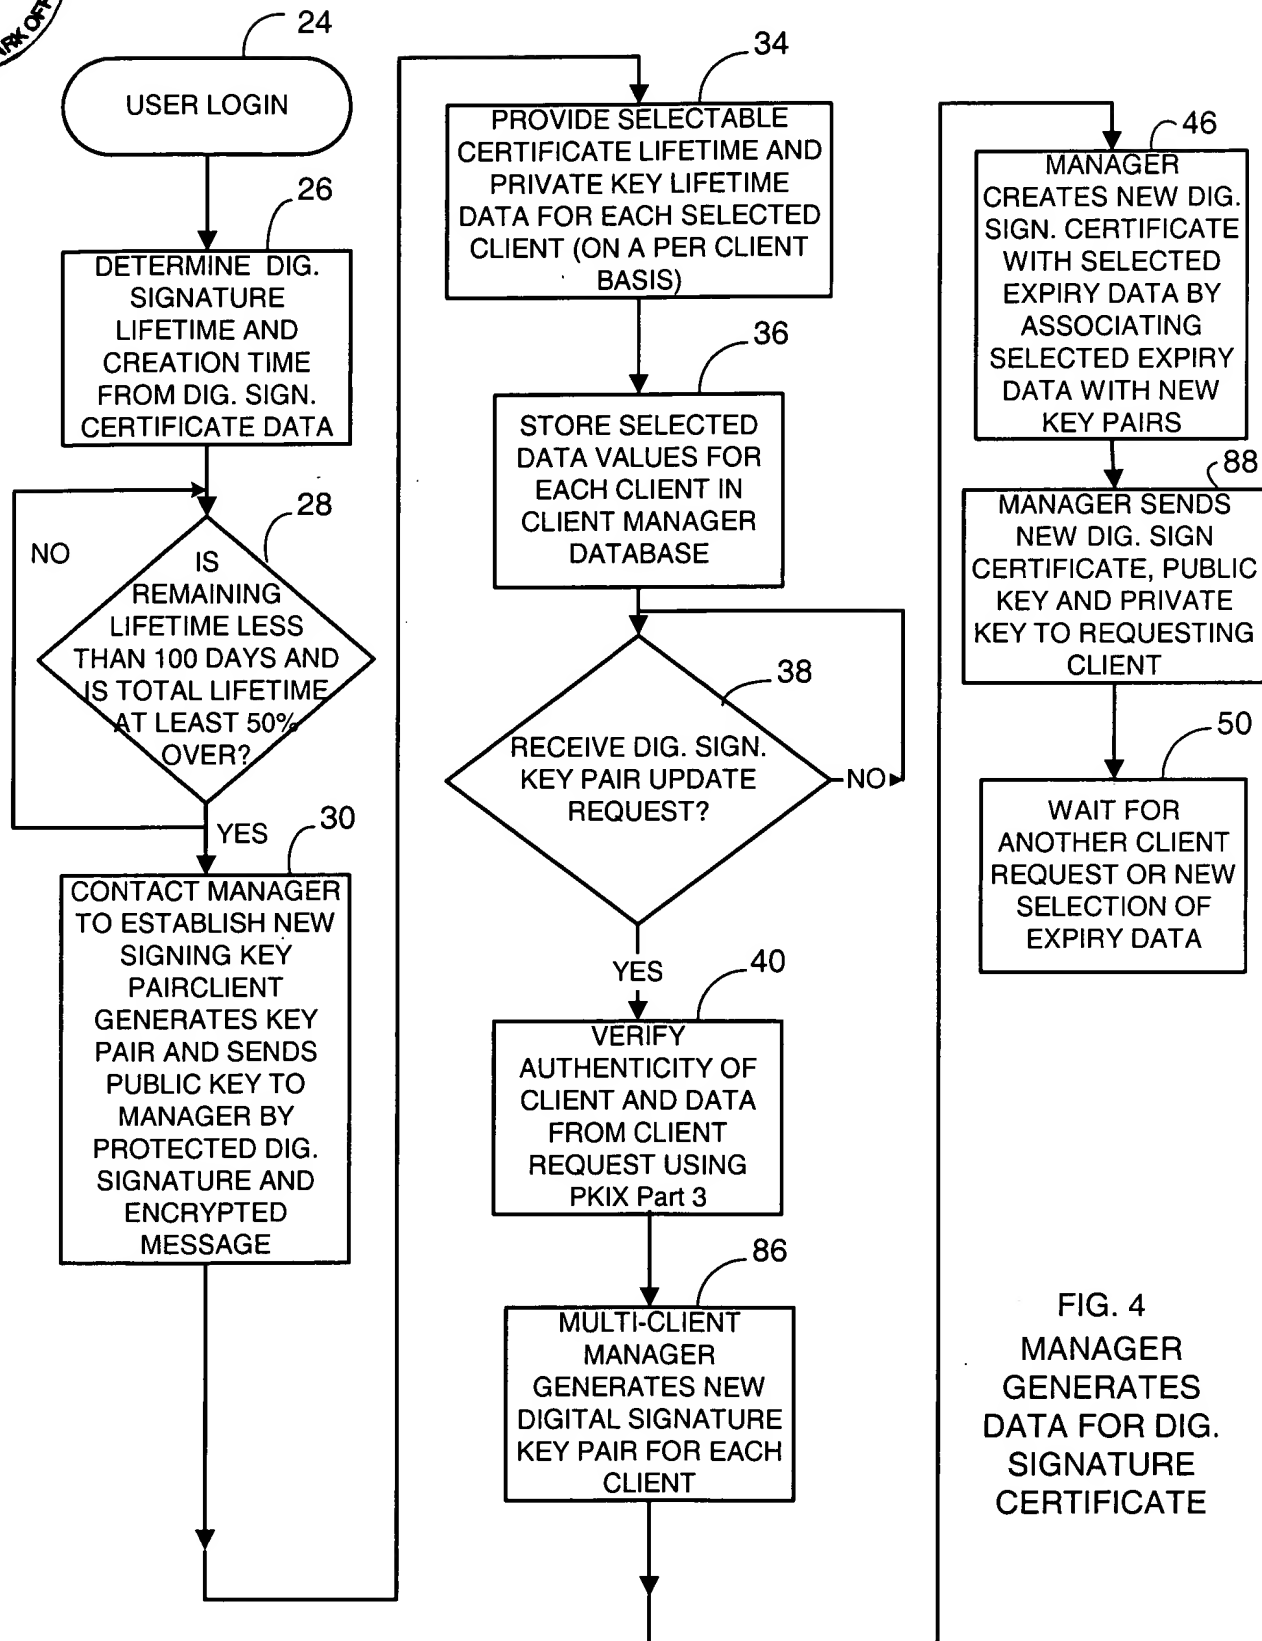 ARK OFF
24
USER LOGIN
26
DETERMINE DIG.
SIGNATURE
LIFETIME AND
CREATION TIME
FROM DIG. SIGN.
CERTIFICATE DATA
28
NO
IS
REMAINING
LIFETIME LESS
THAN 100 DAYS AND
IS TOTAL LIFETIME
AT LEAST 50%
OVER?
YES
30
CONTACT MANAGER
TO ESTABLISH NEW
SIGNING KEY
PAIRCLIENT
GENERATES KEY
PAIR AND SENDS
PUBLIC KEY TO
MANAGER BY
PROTECTED DIG.
SIGNATURE AND
ENCRYPTED
MESSAGE
34
PROVIDE SELECTABLE
CERTIFICATE LIFETIME AND
PRIVATE KEY LIFETIME
DATA FOR EACH SELECTED
CLIENT (ON A PER CLIENT
BASIS)
36
STORE SELECTED
DATA VALUES FOR
EACH CLIENT IN
CLIENT MANAGER
DATABASE
38
RECEIVE DIG. SIGN.
KEY PAIR UPDATE
REQUEST?
NO
YES
40
VERIFY
AUTHENTICITY OF
CLIENT AND DATA
FROM CLIENT
REQUEST USING
PKIX Part 3
86
MULTI-CLIENT
MANAGER
GENERATES NEW
DIGITAL SIGNATURE
KEY PAIR FOR EACH
CLIENT
46
MANAGER
CREATES NEW DIG.
SIGN. CERTIFICATE
WITH SELECTED
EXPIRY DATA BY
ASSOCIATING
SELECTED EXPIRY
DATA WITH NEW
KEY PAIRS
88
MANAGER SENDS
NEW DIG. SIGN
CERTIFICATE, PUBLIC
KEY AND PRIVATE
KEY TO REQUESTING
CLIENT
50
WAIT FOR
ANOTHER CLIENT
REQUEST OR NEW
SELECTION OF
EXPIRY DATA
FIG. 4
MANAGER
GENERATES
DATA FOR DIG.
SIGNATURE
CERTIFICATE